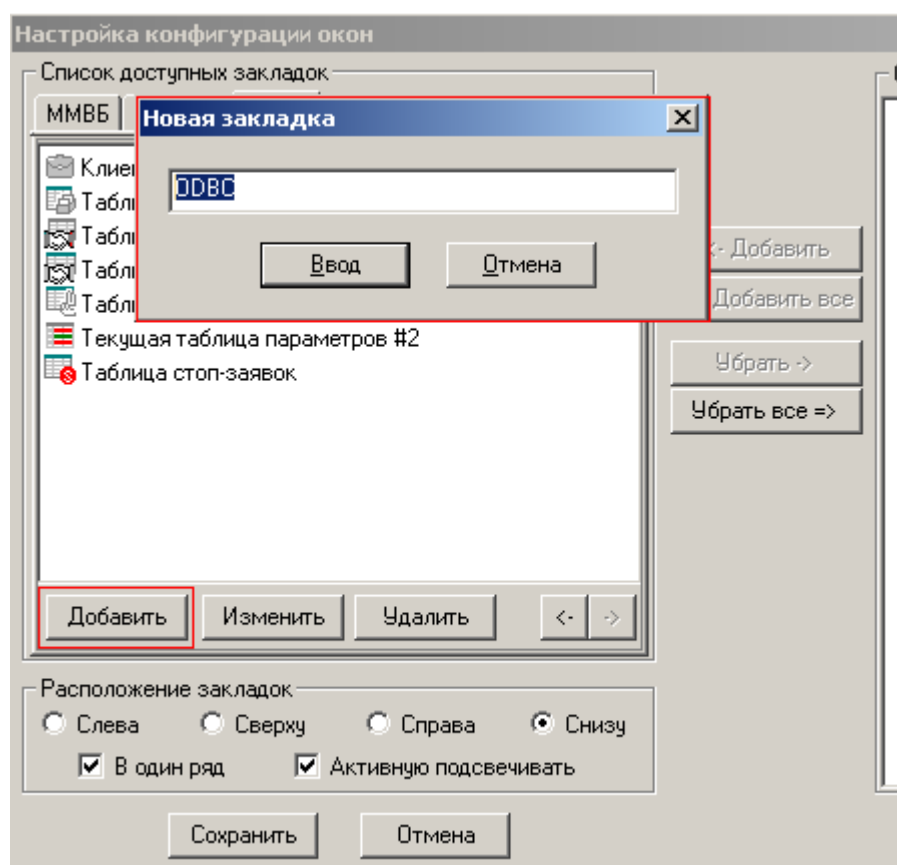 Настройка конфигурации окон
Список доступных закладок
ММВБ
Новая закладка
ODBC
Ввод
Отмена
Текущая таблица параметров #2
Таблица стоп-заявок
<- Добавить
Добавить все
Убрать ->
Убрать все =>
Добавить
Изменить
Удалить
<-
->
Расположение закладок
Слева
Сверху
Справа
Снизу
В один ряд
Активную подсвечивать
Сохранить
Отмена